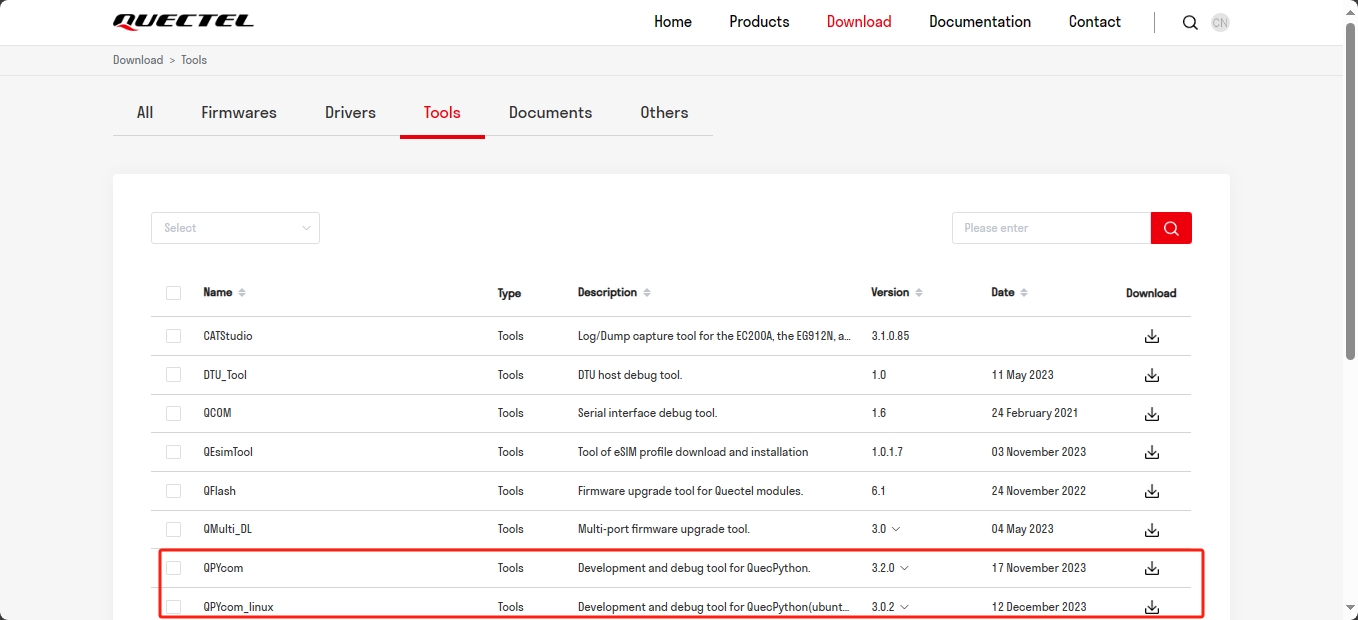 QUECTEL Home Products Download Documentation Contact CN
Download > Tools
All Firmwares Drivers Tools Documents Others
Select Please enter
Name Type Description Version Date Download
CATStudio Tools Log/Dump capture tool for the EC200A, the EG912N, a... 3.1.0.85
DTU_Tool Tools DTU host debug tool. 1.0 11 May 2023
QCOM Tools Serial interface debug tool. 1.6 24 February 2021
QEsimTool Tools Tool of eSIM profile download and installation 1.0.1.7 03 November 2023
QFlash Tools Firmware upgrade tool for Quectel modules. 6.1 24 November 2022
QMulti_DL Tools Multi-port firmware upgrade tool. 3.0 04 May 2023
QPYcom Tools Development and debug tool for QuecPython. 3.2.0 17 November 2023
QPYcom_linux Tools Development and debug tool for QuecPython(ubunt... 3.0.2 12 December 2023